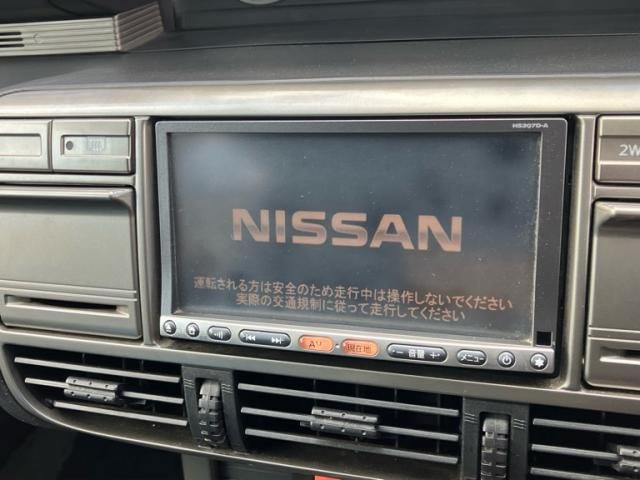 HS307D-A
2W
NISSAN
運転される方は安全のため走行中は操作しないでください
実際の交通規制に従って走行してください
AV 現在地 - 音量 + メニュー